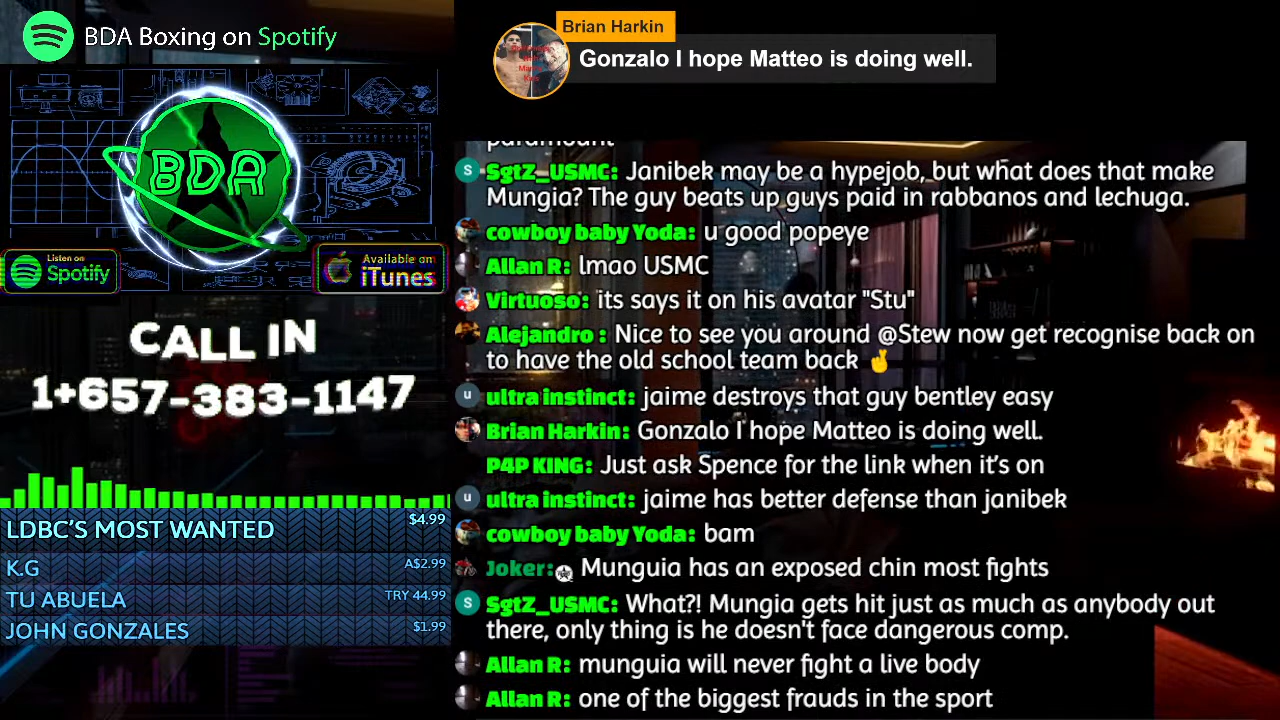 BDA Boxing on Spotify
BDA
Listen on
Spotify
Available on
iTunes
CALL IN
1+657-383-1147
LDBC'S MOST WANTED $4.99
K.G A$2.99
TU ABUELA TRY 44.99
JOHN GONZALES $1.99
Brian Harkin
Gonzalo I hope Matteo is doing well.
paramount
S SgtZ_USMC: Janibek may be a hypejob, but what does that make
Mungia? The guy beats up guys paid in rabbanos and lechuga.
cowboy baby Yoda: u good popeye
Allan R: lmao USMC
Virtuoso: its says it on his avatar "Stu"
Alejandro : Nice to see you around @Stew now get recognise back on
to have the old school team back ✌️
u ultra instinct: jaime destroys that guy bentley easy
Brian Harkin: Gonzalo I hope Matteo is doing well.
P4P KING: Just ask Spence for the link when it's on
u ultra instinct: jaime has better defense than janibek
cowboy baby Yoda: bam
Joker: Munguia has an exposed chin most fights
S SgtZ_USMC: What?! Mungia gets hit just as much as anybody out
there, only thing is he doesn't face dangerous comp.
Allan R: munguia will never fight a live body
Allan R: one of the biggest frauds in the sport